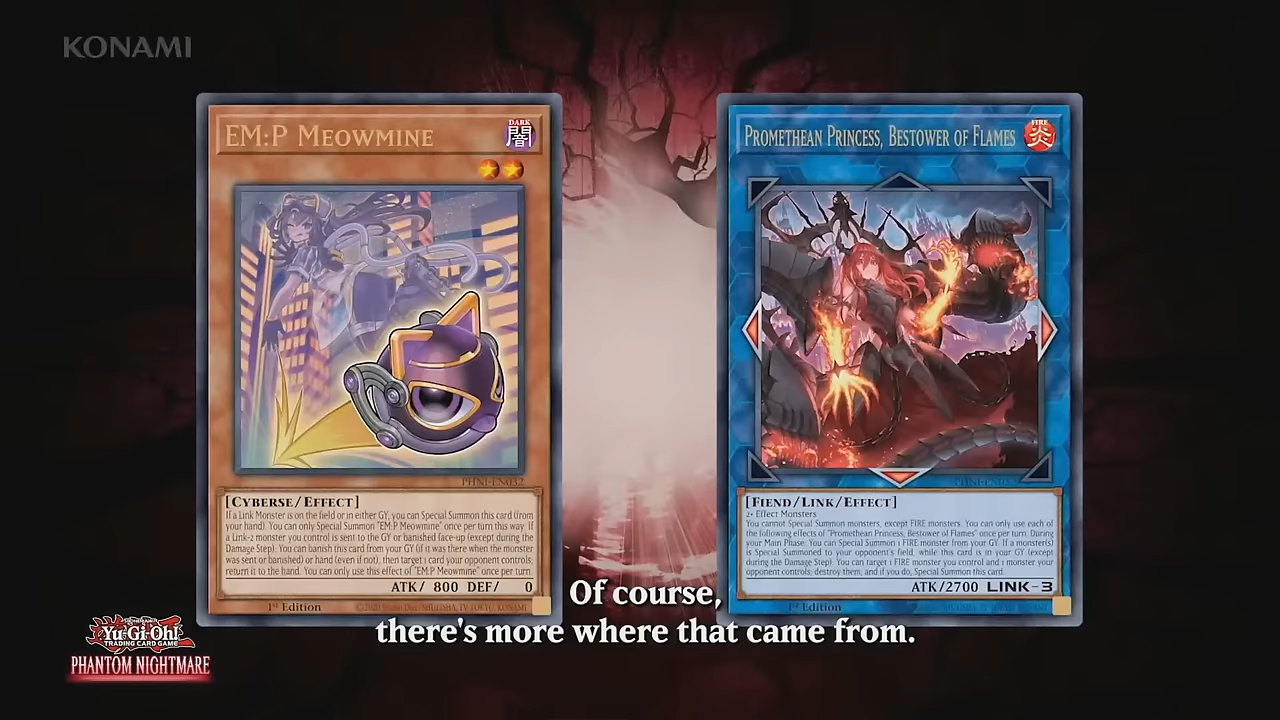 KONAMI
EM:P MEOWMINE
DARK
闇
PHNI-EN032
[CYBERSE/EFFECT]
If a Link Monster is on the field or in either GY, you can Special Summon this card (from
your hand). You can only Special Summon "EM:P Meowmine" once per turn this way. If
a Link-2 monster you control is sent to the GY or banished face-up (except during the
Damage Step): You can banish this card from your GY (if it was there when the monster
was sent or banished) or hand (even if not), then target 1 card your opponent controls;
return it to the hand. You can only use this effect of "EM:P Meowmine" once per turn.
ATK/ 800 DEF/ 0
1st Edition
PROMETHEAN PRINCESS, BESTOWER OF FLAMES
FIRE
炎
[FIEND/LINK/EFFECT]
2+ Effect Monsters
You cannot Special Summon monsters, except FIRE monsters. You can only use each of
the following effects of "Promethean Princess, Bestower of Flames" once per turn. During
your Main Phase: You can Special Summon 1 FIRE monster from your GY. If a monster(s)
is Special Summoned to your opponent's field, while this card is in your GY (except
during the Damage Step): You can target 1 FIRE monster you control and 1 monster your
opponent controls; destroy them, and if you do, Special Summon this card.
ATK/2700 LINK-3
1st Edition
Of course,
there's more where that came from.
Yu-Gi-Oh!
TRADING CARD GAME
PHANTOM NIGHTMARE